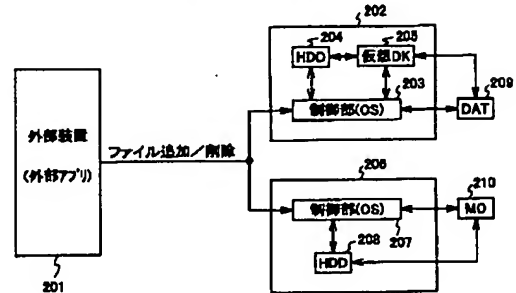 202
204
205
HDD
仮想DK
203
209
制御部(OS)
DAT
外部装置
(外部アプリ)
ファイル追加/削除
206
210
制御部(OS)
MO
207
208
HDD
201